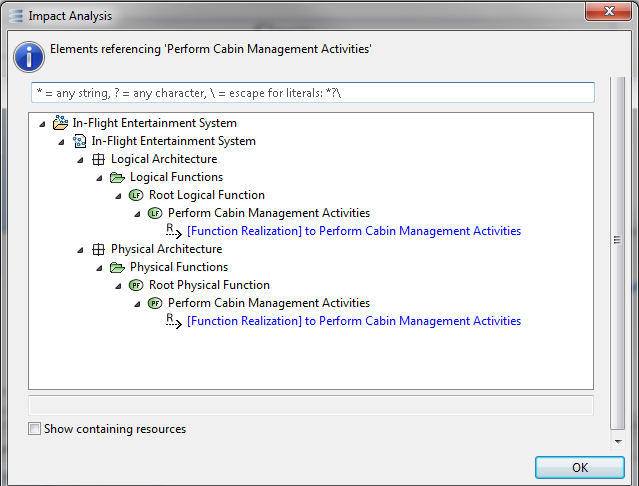 Impact Analysis
Elements referencing 'Perform Cabin Management Activities'
* = any string, ? = any character, \ = escape for literals: *?\
In-Flight Entertainment System
In-Flight Entertainment System
Logical Architecture
Logical Functions
LF Root Logical Function
LF Perform Cabin Management Activities
R [Function Realization] to Perform Cabin Management Activities
Physical Architecture
Physical Functions
PF Root Physical Function
PF Perform Cabin Management Activities
R [Function Realization] to Perform Cabin Management Activities
Show containing resources
OK